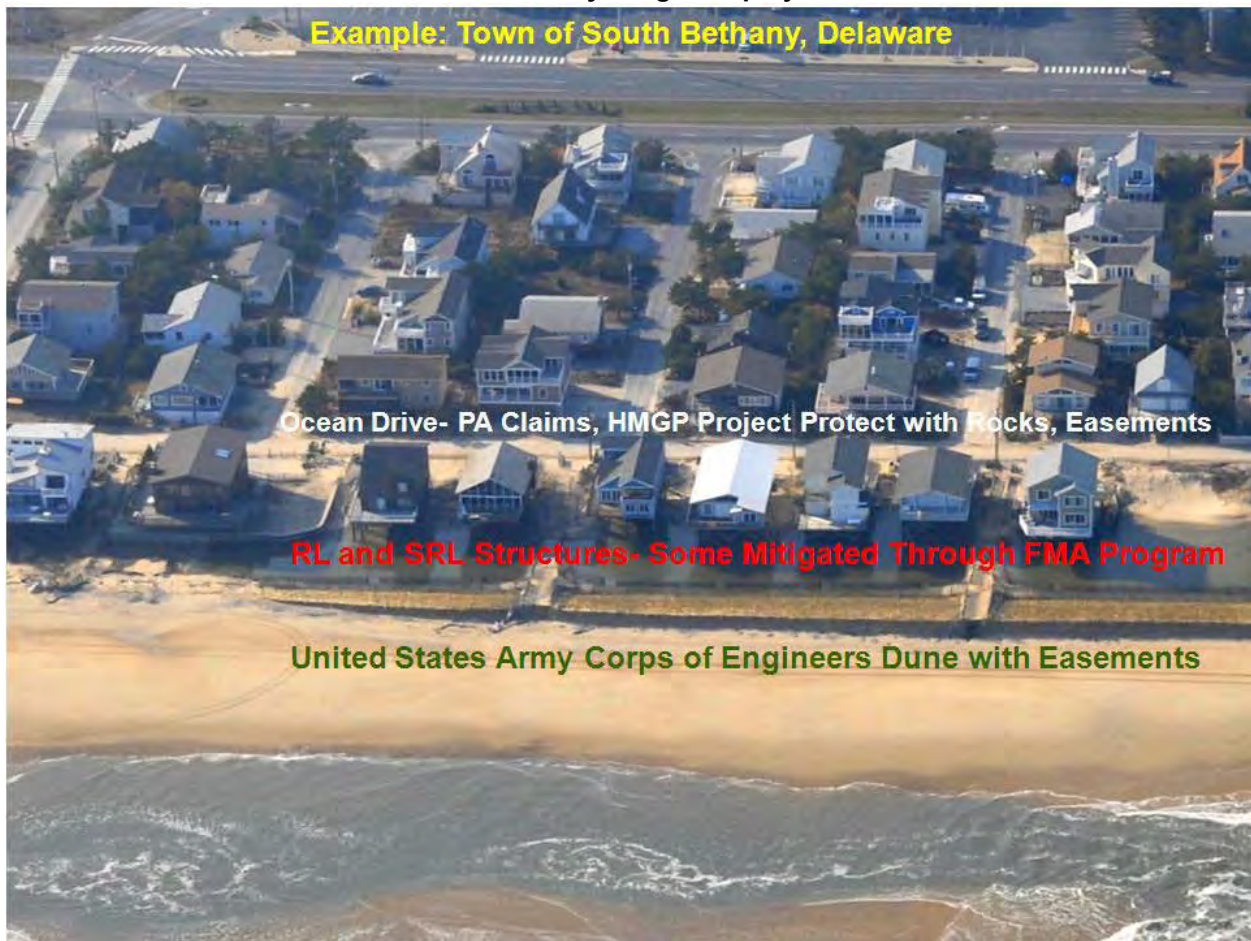 Example: Town of South Bethany, Delaware
Ocean Drive- PA Claims, HMGP Project Protect with Rocks, Easements
RL and SRL Structures- Some Mitigated Through FMA Program
United States Army Corps of Engineers Dune with Easements